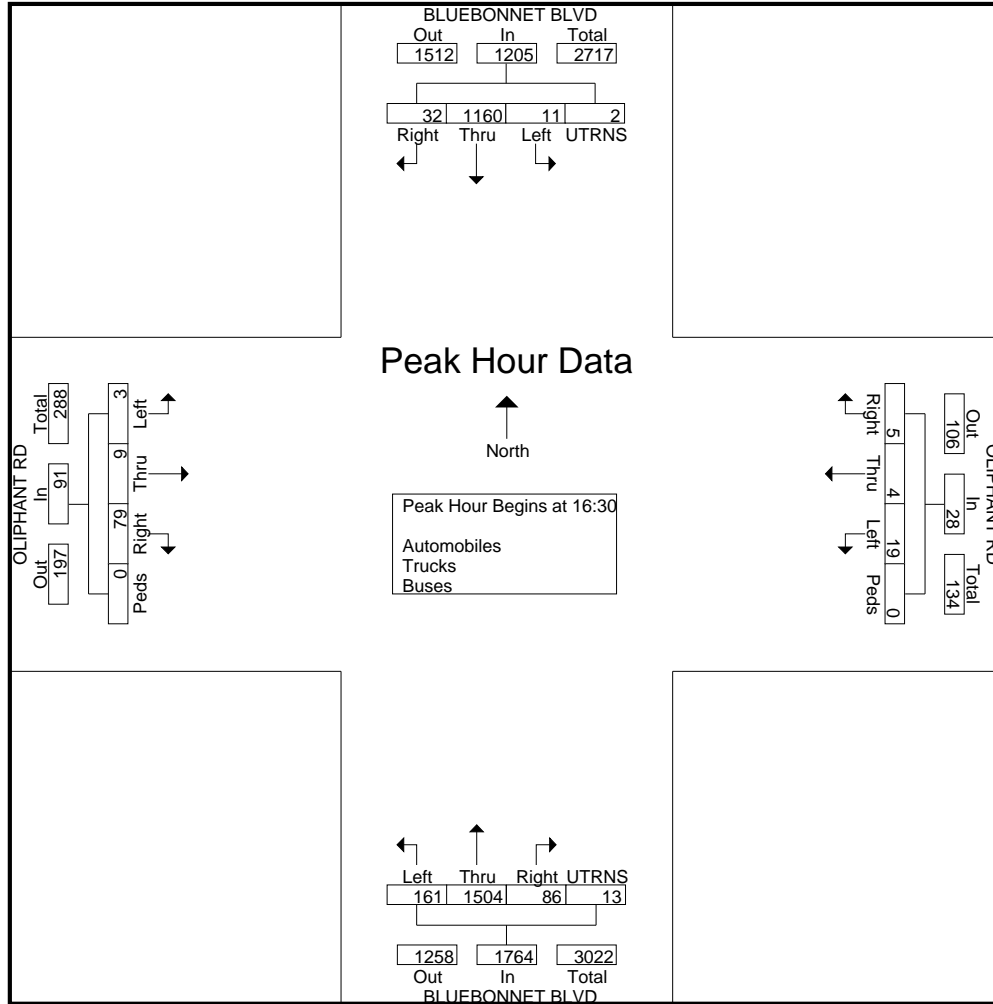 BLUEBONNET BLVD
Out In Total
1512 1205 2717
32 1160 11 2
Right Thru Left UTRNS
Peak Hour Data
North
Peak Hour Begins at 16:30
Automobiles
Trucks
Buses
OLIPHANT RD
Out In Total
197 91 288
Left Thru Right Peds
3 9 79 0
OLIPHANT RD
Out In Total
106 28 134
5 4 19 0
Right Thru Left Peds
Left Thru Right UTRNS
161 1504 86 13
1258 1764 3022
Out In Total
BLUEBONNET BLVD